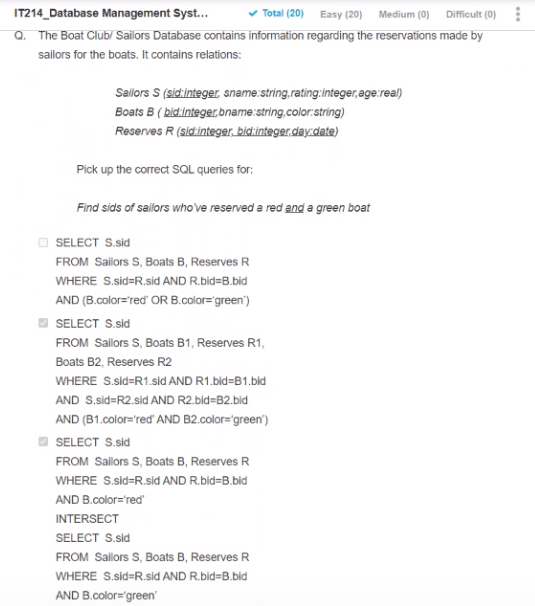 IT214_Database Management Syst...
✔ Total (20) Easy (20) Medium (0) Difficult (0)
Q. The Boat Club/ Sailors Database contains information regarding the reservations made by
sailors for the boats. It contains relations:
Sailors S (sid:integer, sname:string,rating:integer,age:real)
Boats B ( bid:integer,bname:string,color:string)
Reserves R (sid:integer, bid:integer,day:date)
Pick up the correct SQL queries for:
Find sids of sailors who've reserved a red and a green boat
SELECT S.sid
FROM Sailors S, Boats B, Reserves R
WHERE S.sid=R.sid AND R.bid=B.bid
AND (B.color='red' OR B.color='green')
SELECT S.sid
FROM Sailors S, Boats B1, Reserves R1,
Boats B2, Reserves R2
WHERE S.sid=R1.sid AND R1.bid=B1.bid
AND S.sid=R2.sid AND R2.bid=B2.bid
AND (B1.color='red' AND B2.color='green')
SELECT S.sid
FROM Sailors S, Boats B, Reserves R
WHERE S.sid=R.sid AND R.bid=B.bid
AND B.color='red'
INTERSECT
SELECT S.sid
FROM Sailors S, Boats B, Reserves R
WHERE S.sid=R.sid AND R.bid=B.bid
AND B.color='green'